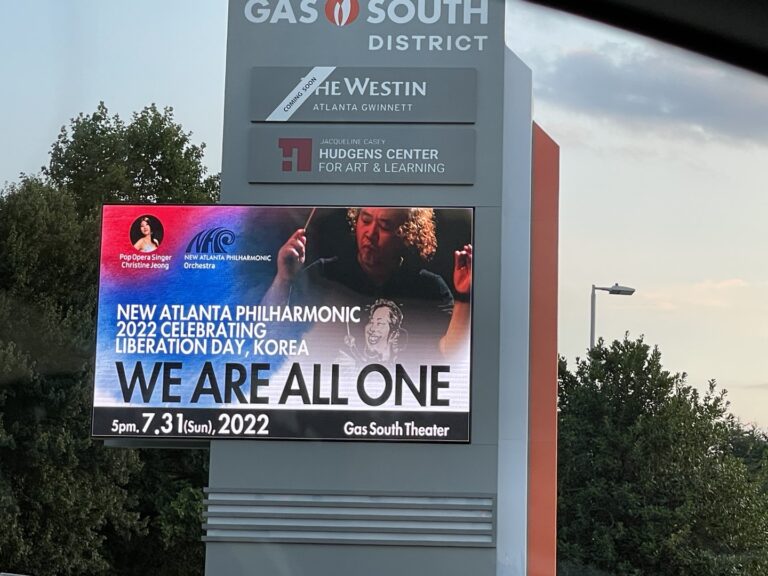 GAS SOUTH
DISTRICT
COMING SOON
THE WESTIN
ATLANTA GWINNETT
JACQUELINE CASEY
HUDGENS CENTER
FOR ART & LEARNING
Pop Opera Singer
Christine Jeong
NEW ATLANTA PHILHARMONIC
Orchestra
NEW ATLANTA PHILHARMONIC
2022 CELEBRATING
LIBERATION DAY, KOREA
WE ARE ALL ONE
5pm. 7.31(Sun), 2022
Gas South Theater